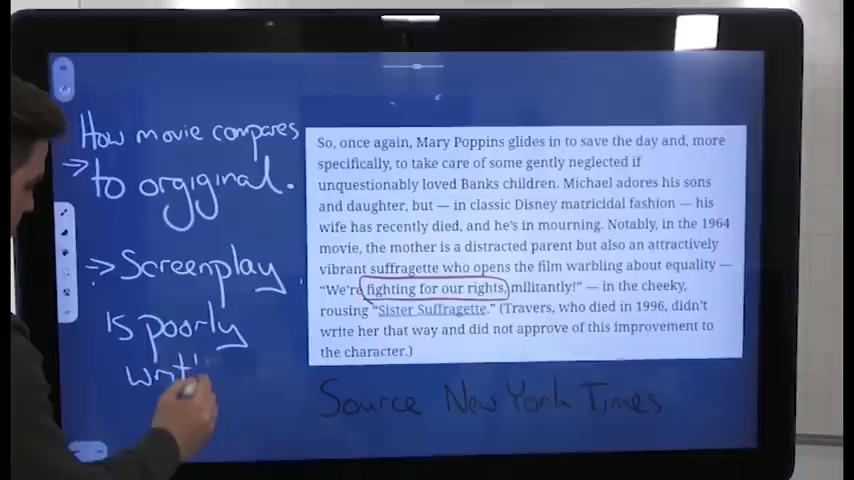 How movie compares
→ to orgiginal.
→ Screenplay
is poorly
So, once again, Mary Poppins glides in to save the day and, more
specifically, to take care of some gently neglected if
unquestionably loved Banks children. Michael adores his sons
and daughter, but — in classic Disney matricidal fashion — his
wife has recently died, and he's in mourning. Notably, in the 1964
movie, the mother is a distracted parent but also an attractively
vibrant suffragette who opens the film warbling about equality —
“We're fighting for our rights, militantly!” — in the cheeky,
rousing “Sister Suffragette.” (Travers, who died in 1996, didn't
write her that way and did not approve of this improvement to
the character.)
Source New York Times